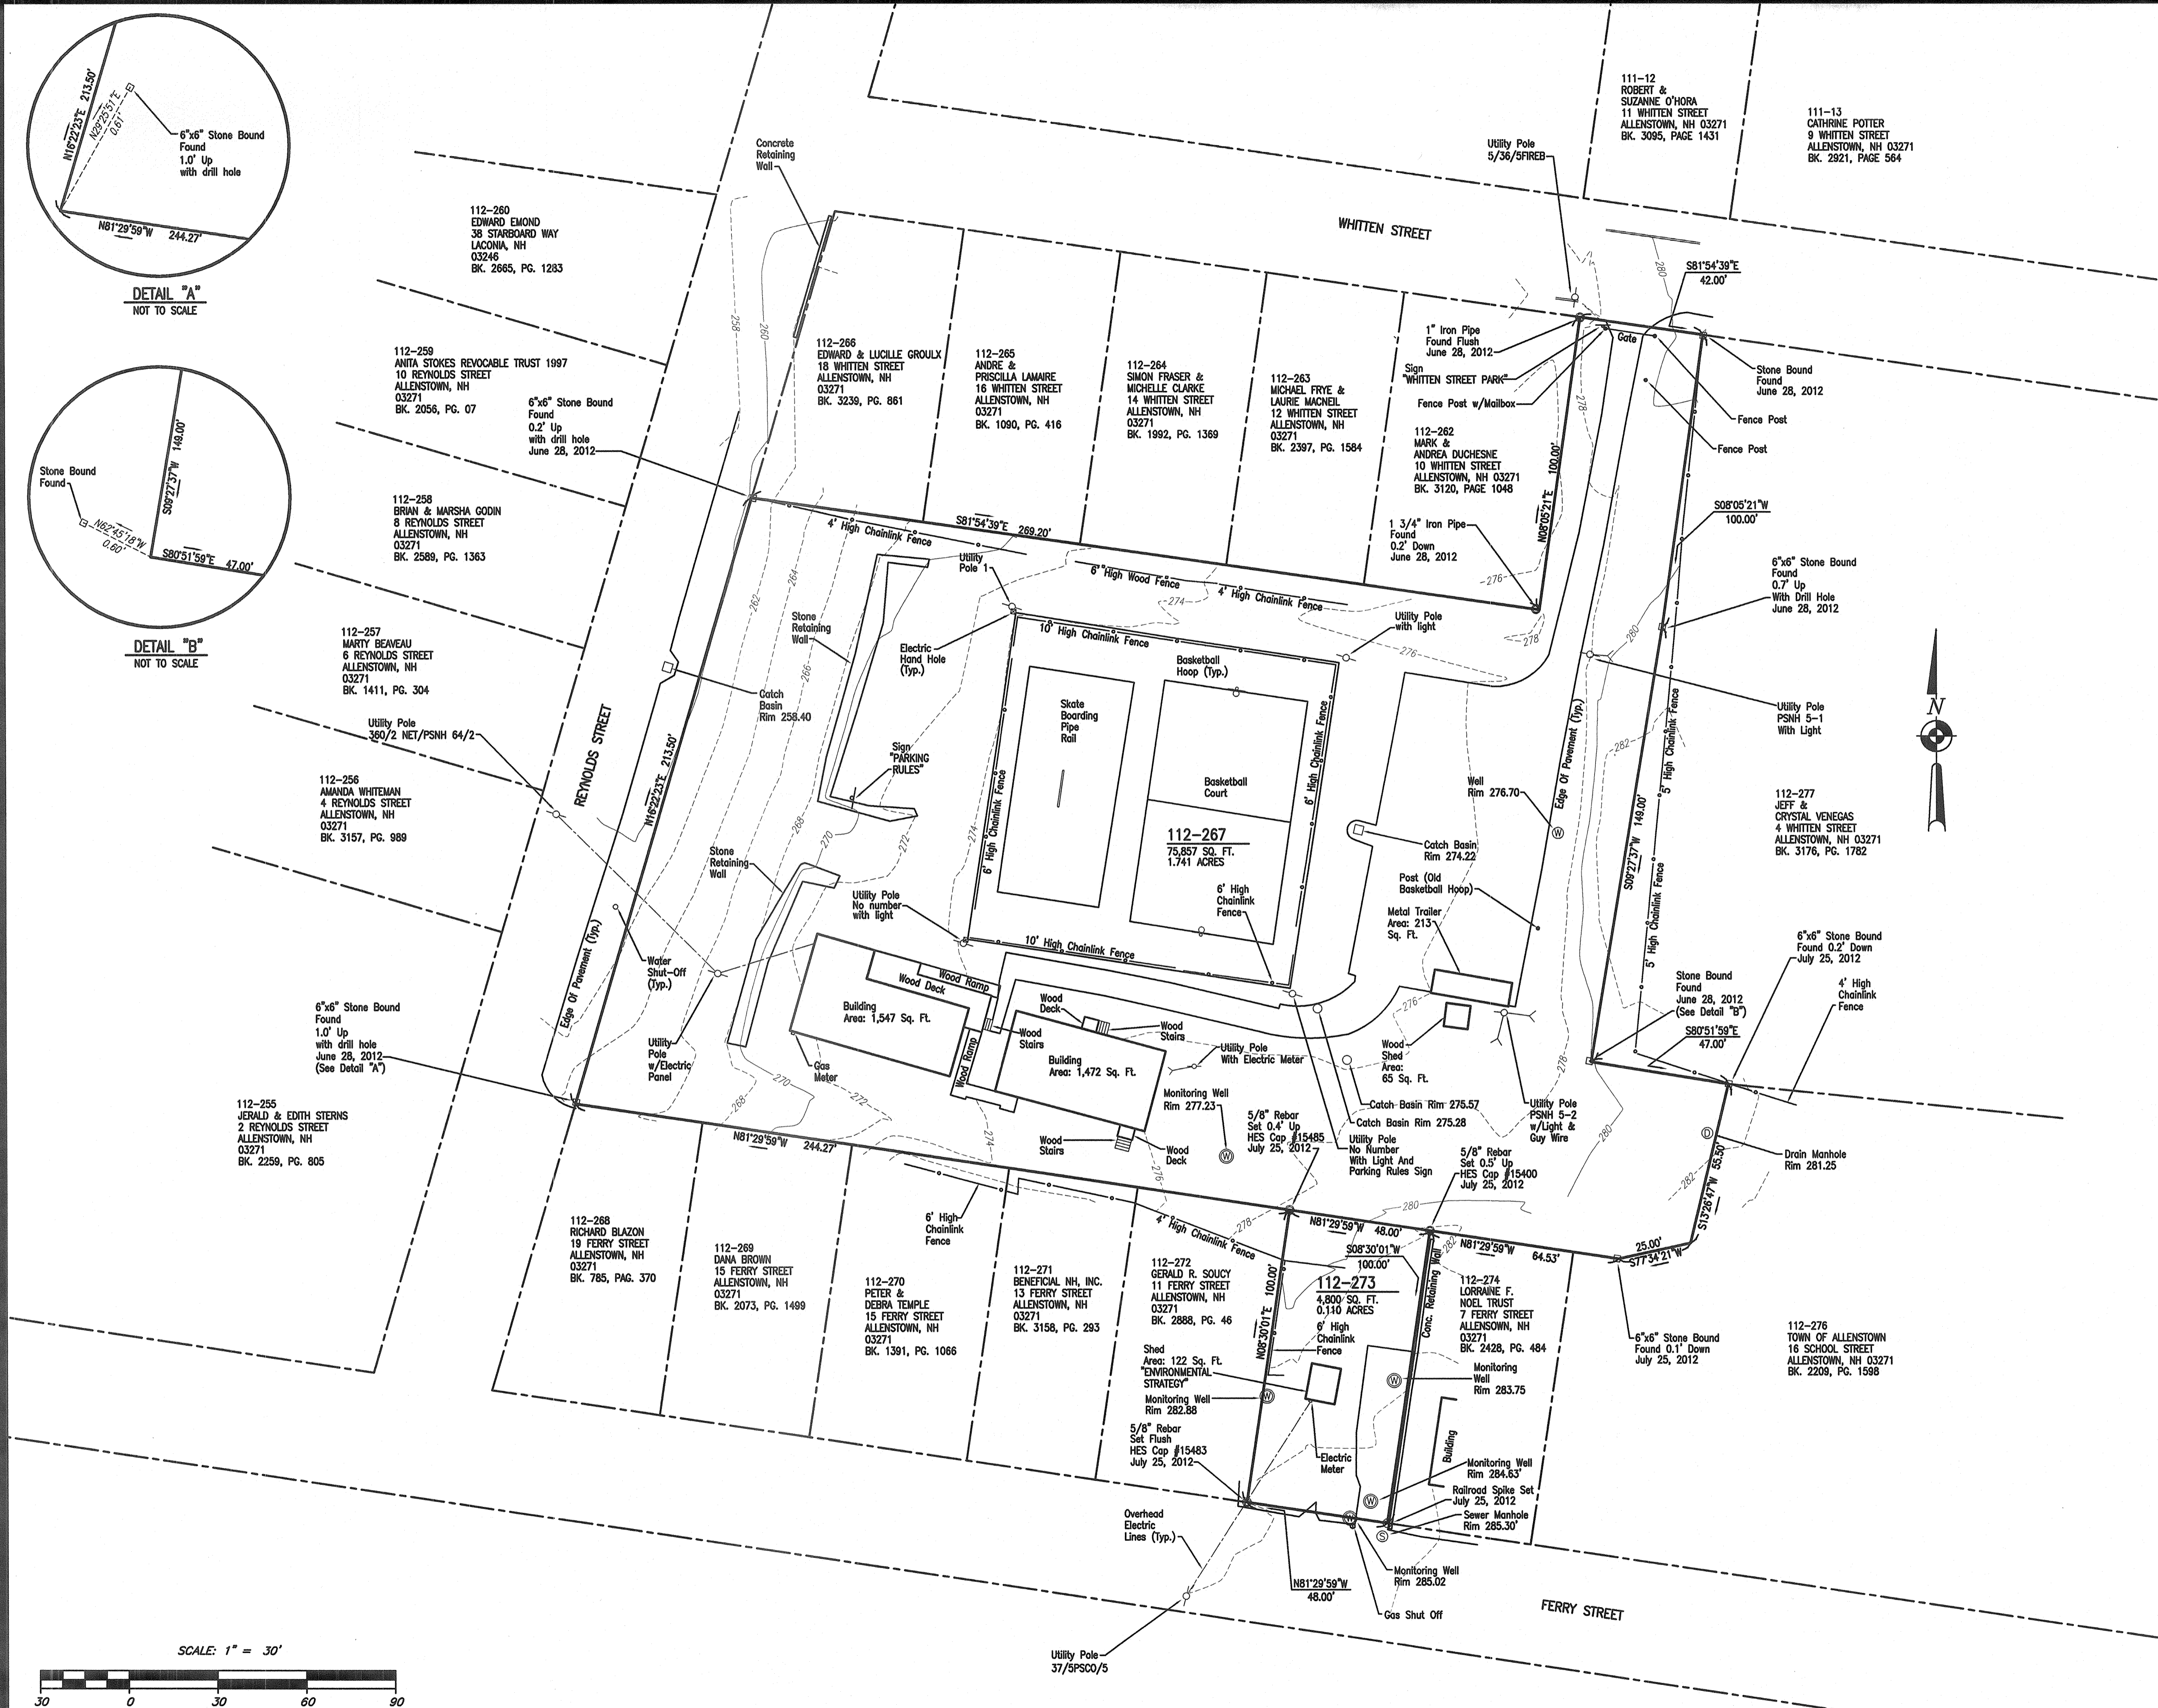 N16°22'23"E 213.50'
N29°25'51"E
0.61'
6"x6" Stone Bound
Found
1.0' Up
with drill hole
N81°29'59"W 244.27'
DETAIL "A"
NOT TO SCALE
S09°27'37"W 149.00'
Stone Bound
Found
N62°45'18"W
0.60'
S80°51'59"E 47.00'
DETAIL "B"
NOT TO SCALE
111-12
ROBERT &
SUZANNE O'HORA
11 WHITTEN STREET
ALLENSTOWN, NH 03271
BK. 3095, PAGE 1431
111-13
CATHRINE POTTER
9 WHITTEN STREET
ALLENSTOWN, NH 03271
BK. 2921, PAGE 564
Utility Pole
5/36/5FIREB
Concrete
Retaining
Wall
WHITTEN STREET
112-260
EDWARD EMOND
38 STARBOARD WAY
LACONIA, NH
03246
BK. 2665, PG. 1283
258
260
280
S81°54'39"E
42.00'
112-259
ANITA STOKES REVOCABLE TRUST 1997
10 REYNOLDS STREET
ALLENSTOWN, NH
03271
BK. 2056, PG. 07
6"x6" Stone Bound
Found
0.2' Up
with drill hole
June 28, 2012
112-266
EDWARD & LUCILLE GROULX
18 WHITTEN STREET
ALLENSTOWN, NH
03271
BK. 3239, PG. 861
112-265
ANDRE &
PRISCILLA LAMAIRE
16 WHITTEN STREET
ALLENSTOWN, NH
03271
BK. 1090, PG. 416
112-264
SIMON FRASER &
MICHELLE CLARKE
14 WHITTEN STREET
ALLENSTOWN, NH
03271
BK. 1992, PG. 1369
112-263
MICHAEL FRYE &
LAURIE MACNEIL
12 WHITTEN STREET
ALLENSTOWN, NH
03271
BK. 2397, PG. 1584
1" Iron Pipe
Found Flush
June 28, 2012
Sign
"WHITTEN STREET PARK"
Fence Post w/Mailbox
112-262
MARK &
ANDREA DUCHESNE
10 WHITTEN STREET
ALLENSTOWN, NH 03271
BK. 3120, PAGE 1048
Gate
278
Stone Bound
Found
June 28, 2012
Fence Post
Fence Post
N08°05'21"E 100.00'
S08°05'21"W
100.00'
1 3/4" Iron Pipe
Found
0.2' Down
June 28, 2012
112-258
BRIAN & MARSHA GODIN
8 REYNOLDS STREET
ALLENSTOWN, NH
03271
BK. 2589, PG. 1363
S81°54'39"E 269.20'
4' High Chainlink Fence
Utility
Pole 1
6' High Wood Fence
4' High Chainlink Fence
276
274
278
276
280
6"x6" Stone Bound
Found
0.7' Up
With Drill Hole
June 28, 2012
262
264
266
Stone
Retaining
Wall
Electric
Hand Hole
(Typ.)
10' High Chainlink Fence
Utility Pole
with light
Basketball
Hoop (Typ.)
112-257
MARTY BEAVEAU
6 REYNOLDS STREET
ALLENSTOWN, NH
03271
BK. 1411, PG. 304
Catch
Basin
Rim 258.40
Skate
Boarding
Pipe
Rail
6' High Chainlink Fence
Edge Of Pavement (Typ.)
282
5' High Chainlink Fence
Utility Pole
PSNH 5-1
With Light
N
Utility Pole
360/2 NET/PSNH 64/2
REYNOLDS STREET
N16°22'23"E 213.50'
Sign
"PARKING
RULES"
6' High Chainlink Fence
Basketball
Court
Well
Rim 276.70
112-256
AMANDA WHITEMAN
4 REYNOLDS STREET
ALLENSTOWN, NH
03271
BK. 3157, PG. 989
268
270
272
274
112-267
75,857 SQ. FT.
1.741 ACRES
Catch Basin
Rim 274.22
S09°27'37"W 149.00'
112-277
JEFF &
CRYSTAL VENEGAS
4 WHITTEN STREET
ALLENSTOWN, NH 03271
BK. 3176, PG. 1782
Stone
Retaining
Wall
Utility Pole
No number
with light
6' High
Chainlink
Fence
Post (Old
Basketball Hoop)
Metal Trailer
Area: 213
Sq. Ft.
5' High Chainlink Fence
10' High Chainlink Fence
Edge Of Pavement (Typ.)
Water
Shut-Off
(Typ.)
Wood Ramp
Wood Deck
Building
Area: 1,547 Sq. Ft.
Wood
Deck
Wood
Stairs
Wood
Stairs
Wood Ramp
Building
Area: 1,472 Sq. Ft.
Utility Pole
With Electric Meter
276
Wood
Shed
Area:
65 Sq. Ft.
278
6"x6" Stone Bound
Found 0.2' Down
July 25, 2012
4' High
Chainlink
Fence
Stone Bound
Found
June 28, 2012
(See Detail "B")
S80°51'59"E
47.00'
6"x6" Stone Bound
Found
1.0' Up
with drill hole
June 28, 2012
(See Detail "A")
Utility
Pole
w/Electric
Panel
Gas
Meter
270
268
272
274
276
Monitoring Well
Rim 277.23
W
Catch Basin Rim 275.57
Catch Basin Rim 275.28
Utility Pole
No Number
With Light And
Parking Rules Sign
Utility Pole
PSNH 5-2
w/Light &
Guy Wire
280
112-255
JERALD & EDITH STERNS
2 REYNOLDS STREET
ALLENSTOWN, NH
03271
BK. 2259, PG. 805
N81°29'59"W 244.27'
Wood
Stairs
Wood
Deck
5/8" Rebar
Set 0.4' Up
HES Cap #15485
July 25, 2012
5/8" Rebar
Set 0.5' Up
HES Cap #15400
July 25, 2012
D
Drain Manhole
Rim 281.25
282
S13°26'47"W 55.50'
25.00'
S77°34'21"W
6' High
Chainlink
Fence
4' High Chainlink Fence
278
280
N81°29'59"W 48.00'
282
N81°29'59"W 64.53'
112-268
RICHARD BLAZON
19 FERRY STREET
ALLENSTOWN, NH
03271
BK. 785, PAG. 370
112-269
DANA BROWN
15 FERRY STREET
ALLENSTOWN, NH
03271
BK. 2073, PG. 1499
112-270
PETER &
DEBRA TEMPLE
15 FERRY STREET
ALLENSTOWN, NH
03271
BK. 1391, PG. 1066
112-271
BENEFICIAL NH, INC.
13 FERRY STREET
ALLENSTOWN, NH
03271
BK. 3158, PG. 293
112-272
GERALD R. SOUCY
11 FERRY STREET
ALLENSTOWN, NH
03271
BK. 2888, PG. 46
N08°30'01"E 100.00'
S08°30'01"W
100.00'
112-273
4,800 SQ. FT.
0.110 ACRES
6' High
Chainlink
Fence
Conc. Retaining Wall
112-274
LORRAINE F.
NOEL TRUST
7 FERRY STREET
ALLENSOWN, NH
03271
BK. 2428, PG. 484
6"x6" Stone Bound
Found 0.1' Down
July 25, 2012
112-276
TOWN OF ALLENSTOWN
16 SCHOOL STREET
ALLENSTOWN, NH 03271
BK. 2209, PG. 1598
Shed
Area: 122 Sq. Ft.
"ENVIRONMENTAL
STRATEGY"
Monitoring Well
Rim 282.88
Monitoring
Well
Rim 283.75
5/8" Rebar
Set Flush
HES Cap #15483
July 25, 2012
Electric
Meter
Building
Monitoring Well
Rim 284.63'
Railroad Spike Set
July 25, 2012
Sewer Manhole
Rim 285.30'
S
Overhead
Electric
Lines (Typ.)
Monitoring Well
Rim 285.02
N81°29'59"W
48.00'
Gas Shut Off
FERRY STREET
Utility Pole
37/5PSCO/5
SCALE: 1" = 30'
30 0 30 60 90